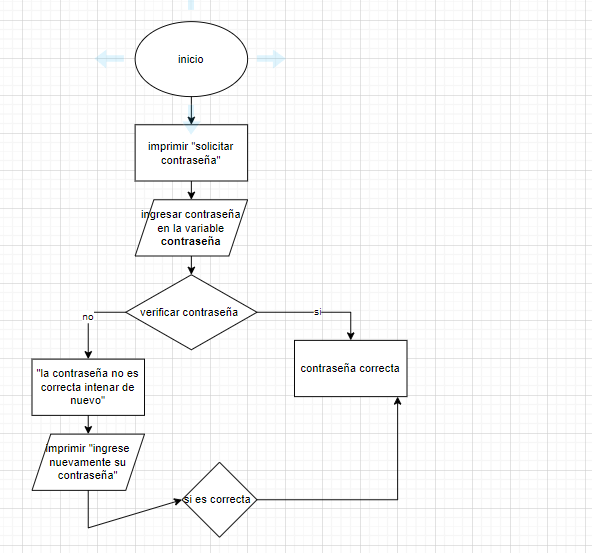 inicio
imprimir "solicitar
contraseña"
ingresar contraseña
en la variable
contraseña
verificar contraseña
no
si
"la contraseña no es
correcta intenar de
nuevo"
contraseña correcta
imprimir "ingrese
nuevamente su
contraseña"
si es correcta